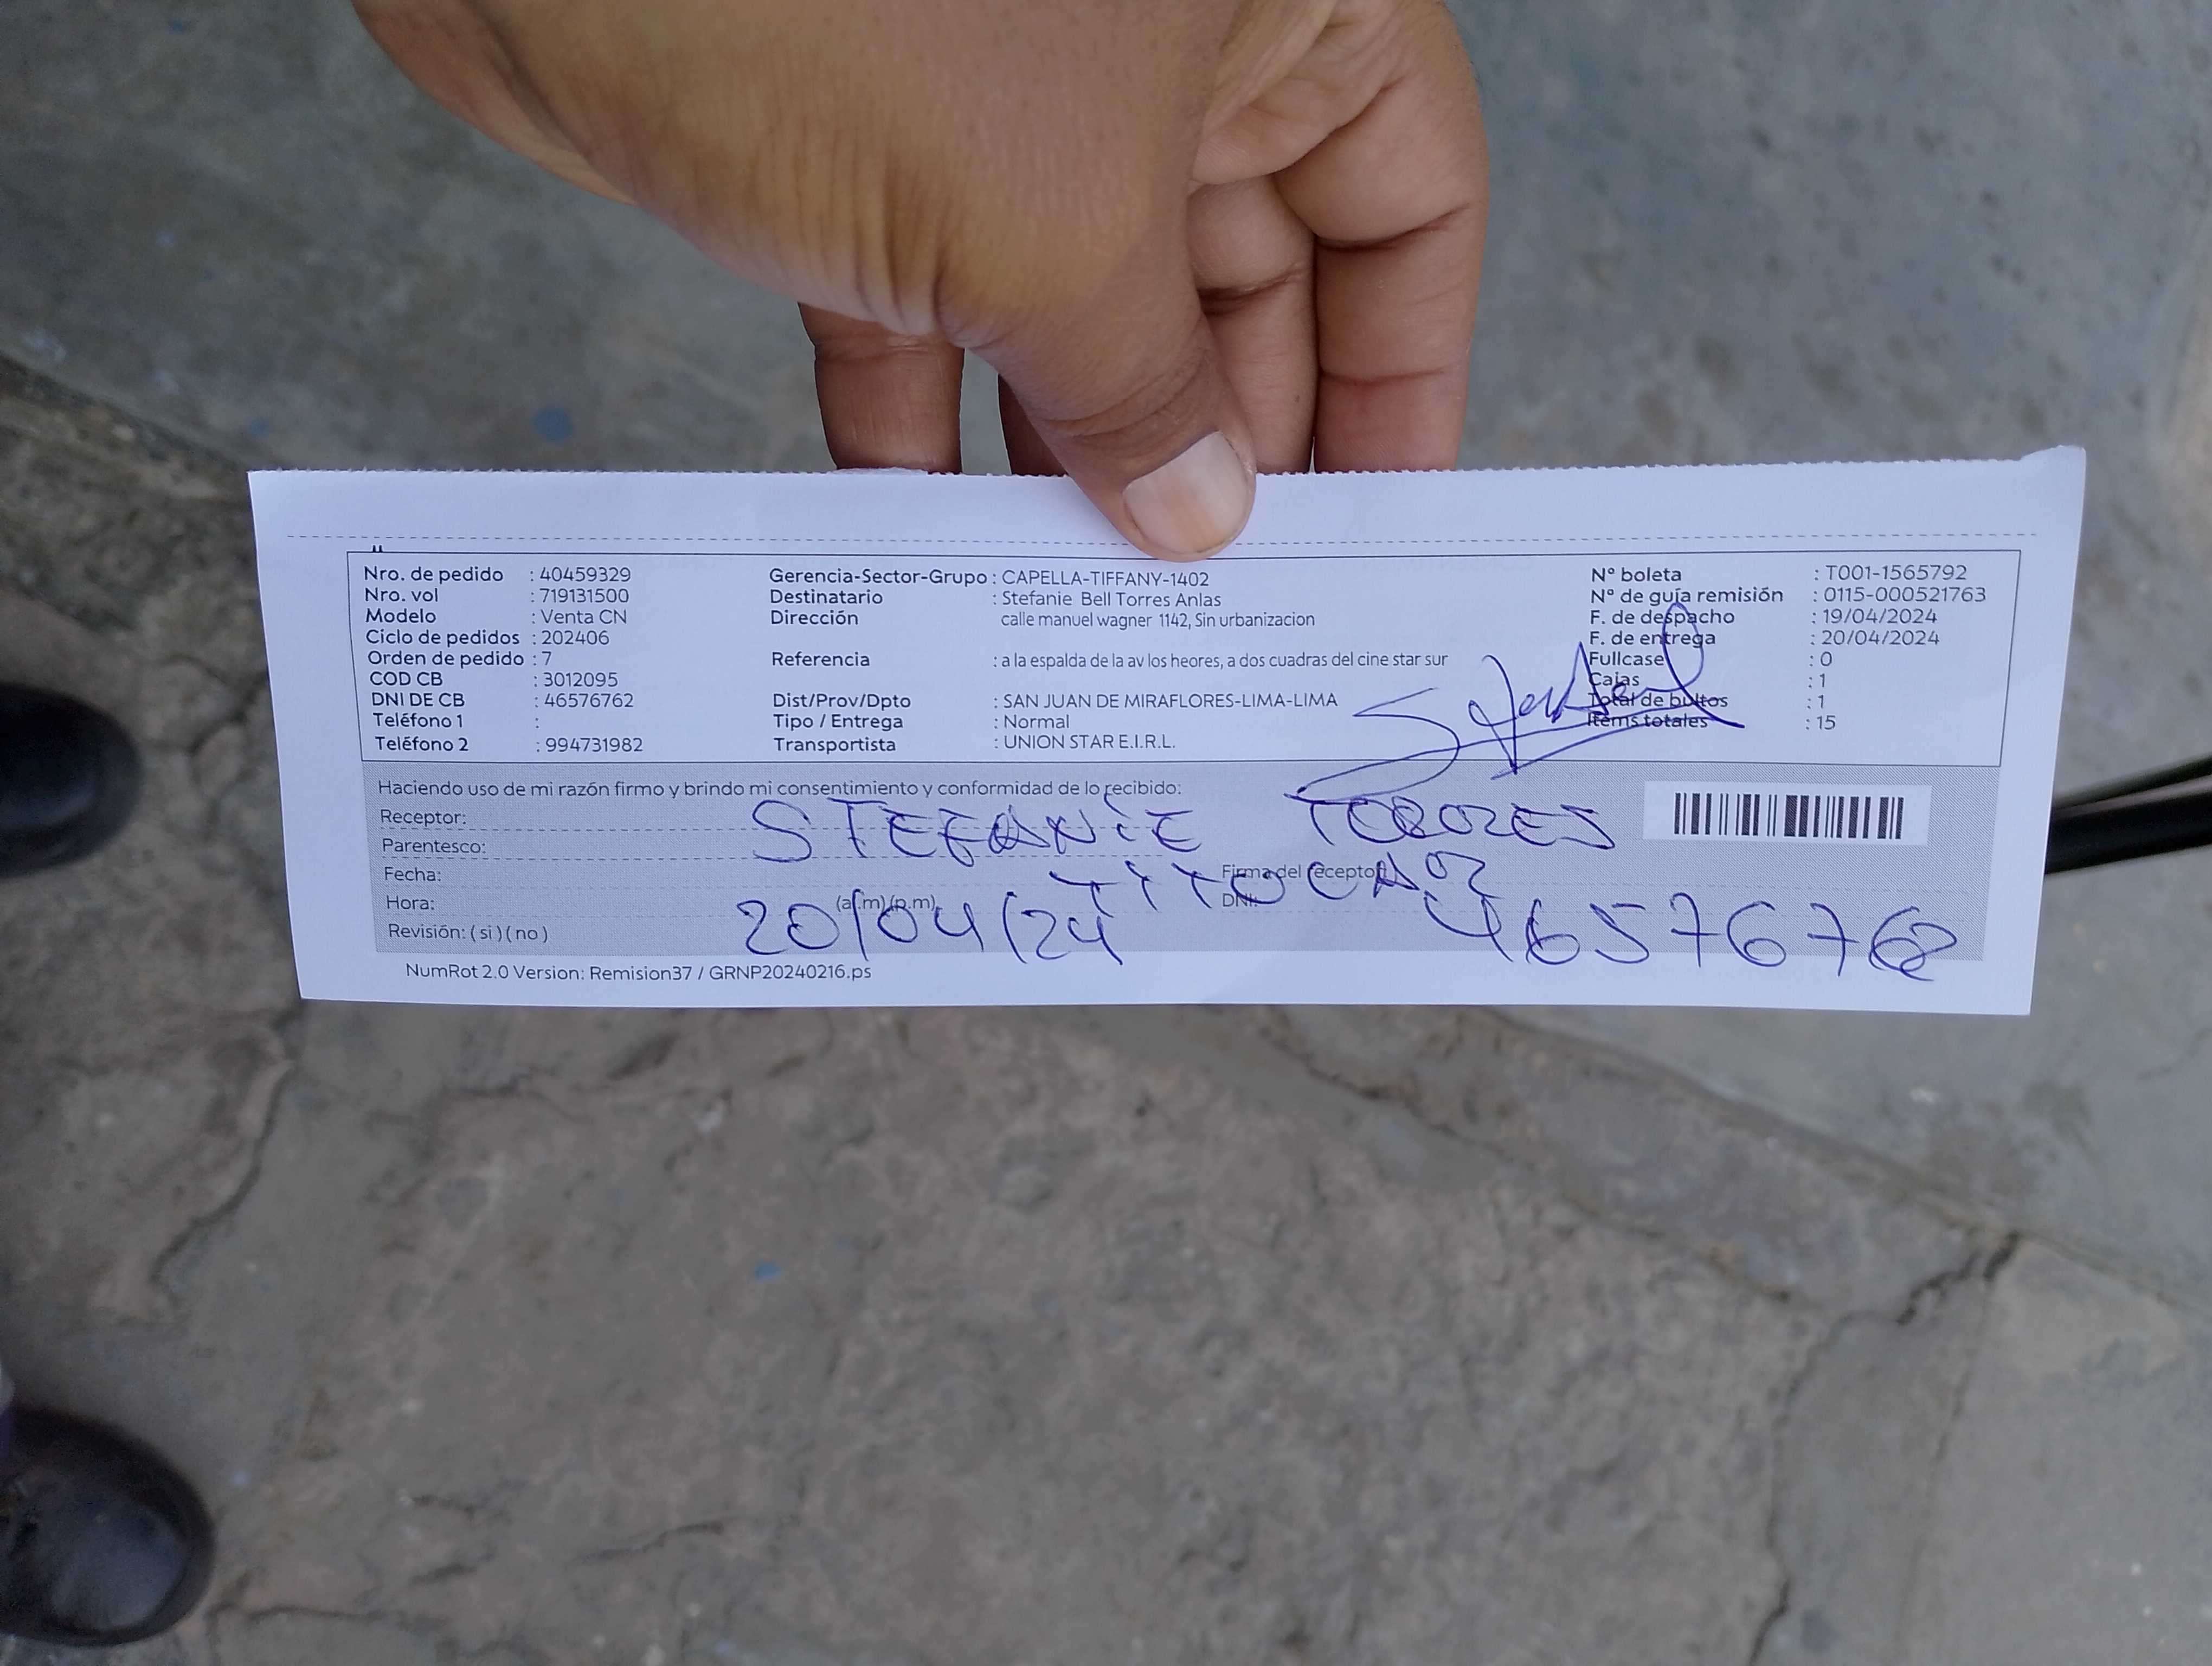 Nro. de pedido : 40459329
Nro. vol : 719131500
Modelo : Venta CN
Ciclo de pedidos : 202406
Orden de pedido : 7
COD CB : 3012095
DNI DE CB : 46576762
Teléfono 1 :
Teléfono 2 : 994731982
Gerencia-Sector-Grupo : CAPELLA-TIFFANY-1402
Destinatario : Stefanie Bell Torres Anlas
Dirección calle manuel wagner 1142, Sin urbanizacion
Referencia : a la espalda de la av los heores, a dos cuadras del cine star sur
Dist/Prov/Dpto : SAN JUAN DE MIRAFLORES-LIMA-LIMA
Tipo / Entrega : Normal
Transportista : UNION STAR E.I.R.L.
N° boleta : T001-1565792
N° de guía remisión : 0115-000521763
F. de despacho : 19/04/2024
F. de entrega : 20/04/2024
Fullcase : 0
Cajas : 1
Total de bultos : 1
Items totales : 15
Haciendo uso de mi razón firmo y brindo mi consentimiento y conformidad de lo recibido:
Receptor: STEFANIE TORRES
Parentesco: TITULAR
Fecha: Firma del receptor
Hora: (a.m) (p.m) DNI:
20/04/24 46576762
Revisión: ( si ) ( no )
NumRot 2.0 Version: Remision37 / GRNP20240216.ps